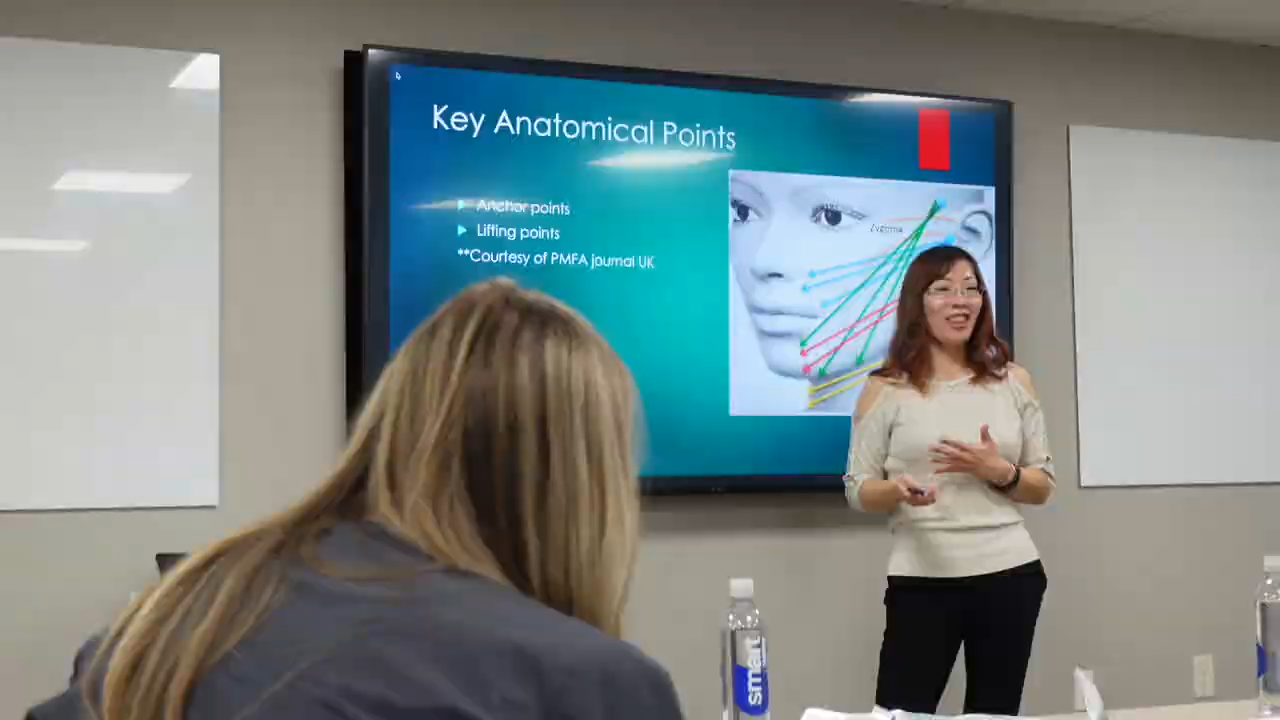 Key Anatomical Points
Anchor points
Lifting points
**Courtesy of PMFA journal UK
Zygoma
smart